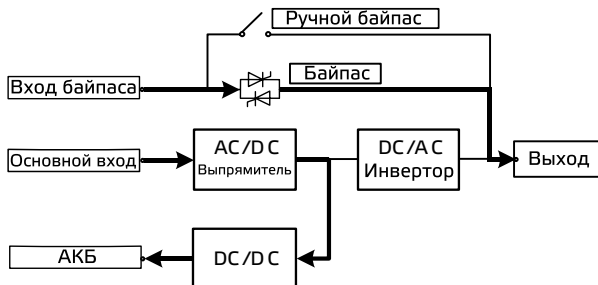 Ручной байпас
Вход байпаса
Байпас
Основной вход
AC/DC
Выпрямитель
DC/AC
Инвертор
Выход
АКБ
DC/DC